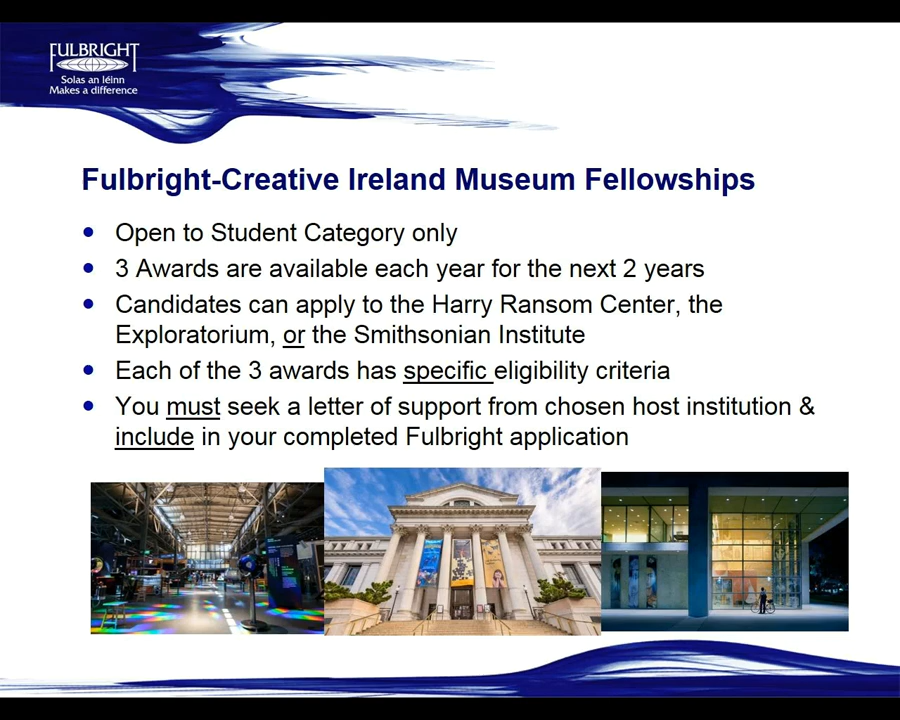 FULBRIGHT
Solas an léinn
Makes a difference
Fulbright-Creative Ireland Museum Fellowships
• Open to Student Category only
• 3 Awards are available each year for the next 2 years
• Candidates can apply to the Harry Ransom Center, the
Exploratorium, or the Smithsonian Institute
• Each of the 3 awards has specific eligibility criteria
• You must seek a letter of support from chosen host institution &
include in your completed Fulbright application